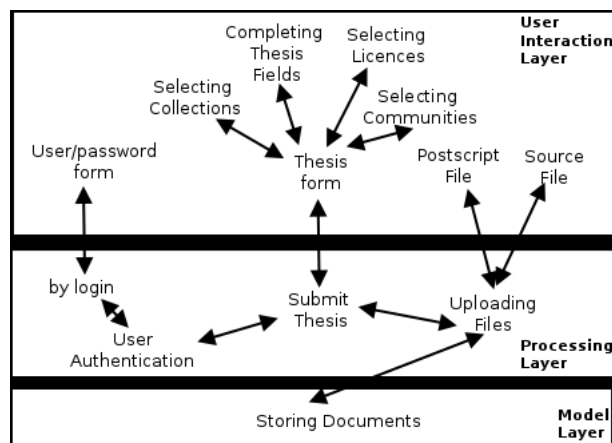 Completing
Thesis
Fields
Selecting
Licences
User
Interaction
Layer
Selecting
Collections
Selecting
Communities
User/password
form
Thesis
form
Postscript
File
Source
File
by login
Submit
Thesis
Uploading
Files
User
Authentication
Processing
Layer
Storing Documents
Model
Layer